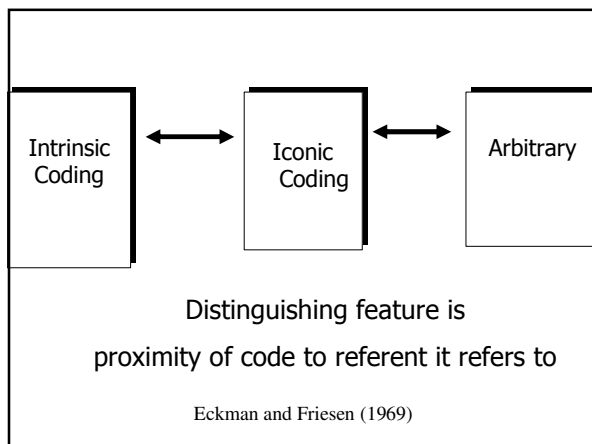 Intrinsic
Coding
Iconic
Coding
Arbitrary
Distinguishing feature is
proximity of code to referent it refers to
Eckman and Friesen (1969)